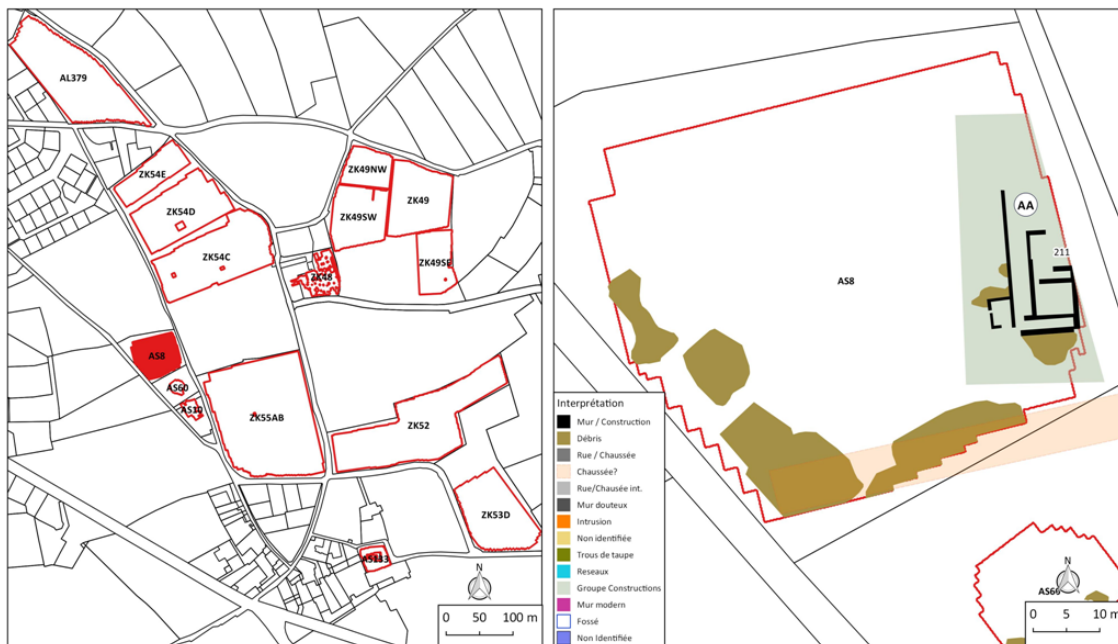 AL379
ZK54E
ZK54D
ZK54C
ZK49NW
ZK49SW
ZK49
ZK49SE
ZK48
AS8
AS60
AS10
ZK55AB
ZK52
ZK53D
N
0 50 100 m
AA
211
AS8
Interprétation
Mur / Construction
Débris
Rue / Chaussée
Chaussée?
Rue/Chausée int.
Mur douteux
Intrusion
Non identifiée
Trous de taupe
Reseaux
Groupe Constructions
Mur modern
Fossé
Non Identifiée
N
0 5 10 m